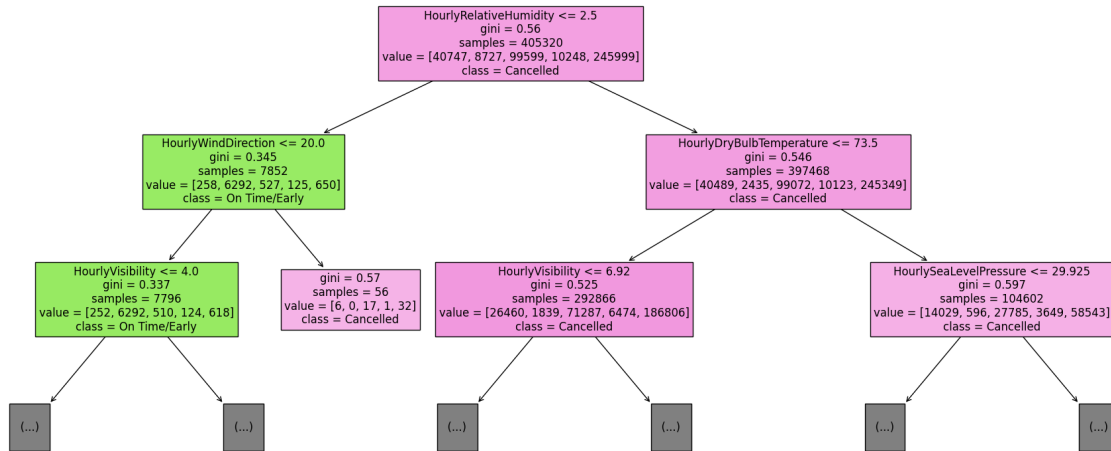 HourlyRelativeHumidity <= 2.5
gini = 0.56
samples = 405320
value = [40747, 8727, 99599, 10248, 245999]
class = Cancelled
HourlyWindDirection <= 20.0
gini = 0.345
samples = 7852
value = [258, 6292, 527, 125, 650]
class = On Time/Early
HourlyDryBulbTemperature <= 73.5
gini = 0.546
samples = 397468
value = [40489, 2435, 99072, 10123, 245349]
class = Cancelled
HourlyVisibility <= 4.0
gini = 0.337
samples = 7796
value = [252, 6292, 510, 124, 618]
class = On Time/Early
gini = 0.57
samples = 56
value = [6, 0, 17, 1, 32]
class = Cancelled
HourlyVisibility <= 6.92
gini = 0.525
samples = 292866
value = [26460, 1839, 71287, 6474, 186806]
class = Cancelled
HourlySeaLevelPressure <= 29.925
gini = 0.597
samples = 104602
value = [14029, 596, 27785, 3649, 58543]
class = Cancelled
(...)
(...)
(...)
(...)
(...)
(...)